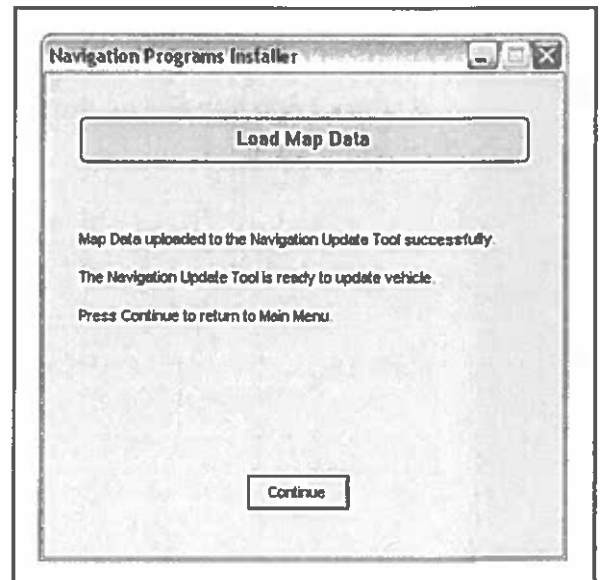 Navigation Programs Installer
Load Map Data
Map Data uploaded to the Navigation Update Tool successfully.
The Navigation Update Tool is ready to update vehicle.
Press Continue to return to Main Menu.
Continue